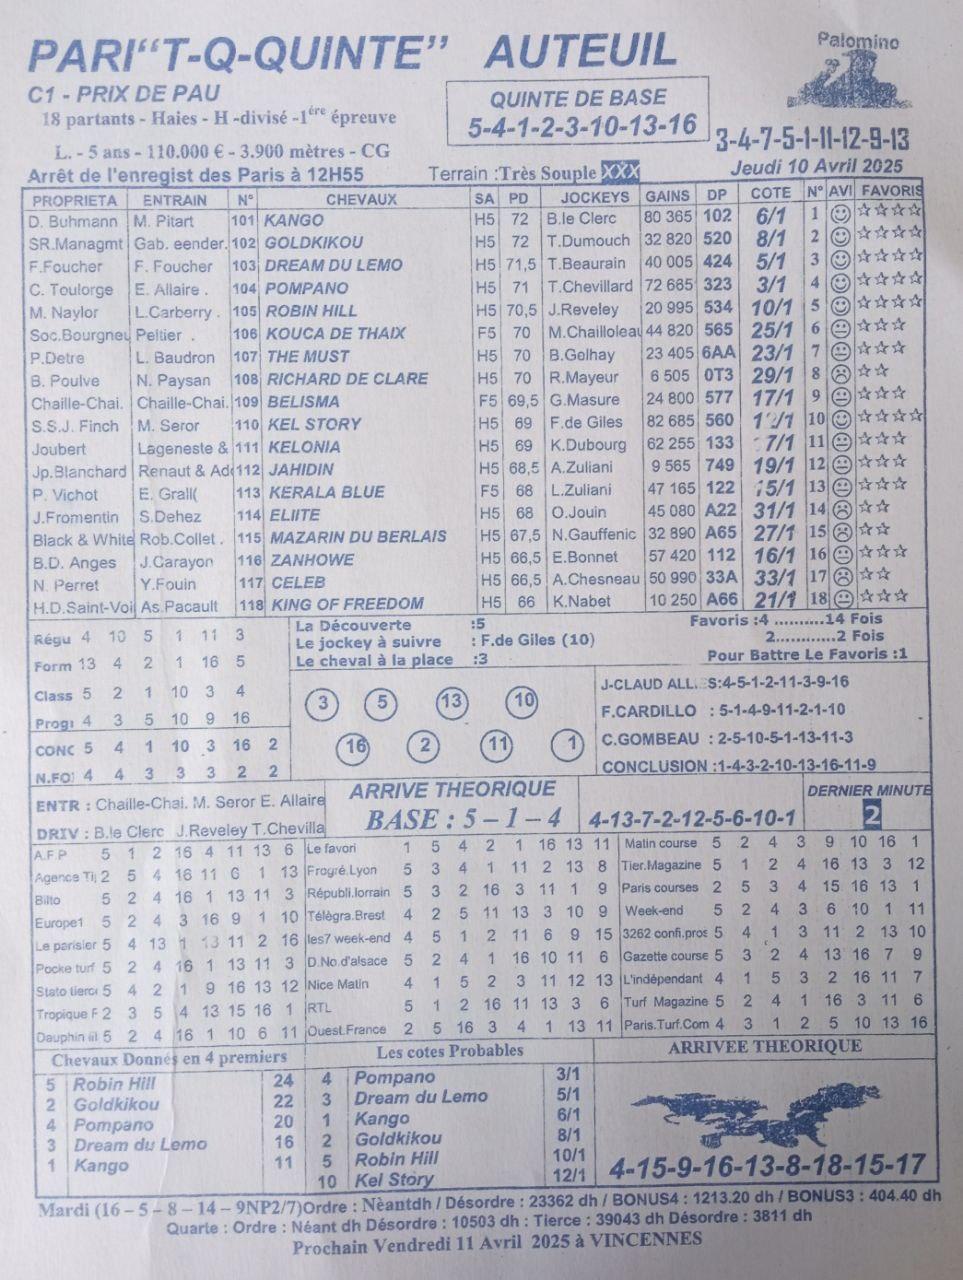 PARI“T-Q-QUINTE” AUTEUIL
Palomino
C1 - PRIX DE PAU
18 partants - Haies - H -divisé -1ère épreuve
QUINTE DE BASE
5-4-1-2-3-10-13-16
3-4-7-5-1-11-12-9-13
L. - 5 ans - 110.000 € - 3.900 mètres - CG
Jeudi 10 Avril 2025
Arrêt de l'enregist des Paris à 12H55 Terrain :Très Souple XXX
PROPRIETA ENTRAIN N° CHEVAUX SA PD JOCKEYS GAINS DP COTE N° AVI FAVORIS
D. Buhmann M. Pitart 101 KANGO H5 72 B.le Clerc 80 365 102 6/1 1 ☆☆☆☆
SR.Managmt Gab. eender. 102 GOLDKIKOU H5 72 T.Dumouch 32 820 520 8/1 2 ☆☆☆☆
F.Foucher F. Foucher 103 DREAM DU LEMO H5 71,5 T.Beaurain 40 005 424 5/1 3 ☆☆☆☆
C. Toulorge E. Allaire . 104 POMPANO H5 71 T.Chevillard 72 665 323 3/1 4 ☆☆☆☆
M. Naylor L.Carberry . 105 ROBIN HILL H5 70,5 J.Reveley 20 995 534 10/1 5 ☆☆☆☆
Soc.Bourgneu Peltier . 106 KOUCA DE THAIX F5 70 M.Chailloleau 44 820 565 25/1 6 ☆☆☆
P.Detre L. Baudron 107 THE MUST H5 70 B.Gelhay 23 405 6AA 23/1 7 ☆☆☆
B. Poulve N. Paysan 108 RICHARD DE CLARE H5 70 R.Mayeur 6 505 0T3 29/1 8 ☆☆
Chaille-Chai. Chaille-Chai. 109 BELISMA F5 69,5 G.Masure 24 800 577 17/1 9 ☆☆☆
S.S.J. Finch M. Seror 110 KEL STORY H5 69 F.de Giles 82 685 560 12/1 10 ☆☆☆☆
Joubert Lageneste & 111 KELONIA H5 69 K.Dubourg 62 255 133 7/1 11 ☆☆☆
Jp.Blanchard Renaut & Ad 112 JAHIDIN H5 68,5 A.Zuliani 9 565 749 19/1 12 ☆☆☆
P. Vichot E. Grall( 113 KERALA BLUE F5 68 L.Zuliani 47 165 122 15/1 13 ☆☆☆
J.Fromentin S.Dehez 114 ELIITE H5 68 O.Jouin 45 080 A22 31/1 14 ☆☆
Black & White Rob.Collet . 115 MAZARIN DU BERLAIS H5 67,5 N.Gauffenic 32 890 A65 27/1 15 ☆☆
B.D. Anges J.Carayon 116 ZANHOWE H5 66,5 E.Bonnet 57 420 112 16/1 16 ☆☆☆
N. Perret Y.Fouin 117 CELEB H5 66,5 A.Chesneau 50 990 33A 33/1 17 ☆☆
H.D.Saint-Voi As.Pacault 118 KING OF FREEDOM H5 66 K.Nabet 10 250 A66 21/1 18 ☆☆☆
Régu 4 10 5 1 11 3
Form 13 4 2 1 16 5
Class 5 2 1 10 3 4
Progr 4 3 5 10 9 16
CONC 5 4 1 10 3 16 2
N.FO 4 4 3 3 3 2 2
La Découverte :5
Le jockey à suivre : F.de Giles (10)
Le cheval à la place :3
Favoris :4 ..........14 Fois
2............2 Fois
Pour Battre Le Favoris :1
3 5 13 10
16 2 11 1
J-CLAUD ALL.ES:4-5-1-2-11-3-9-16
F.CARDILLO : 5-1-4-9-11-2-1-10
C.GOMBEAU : 2-5-10-5-1-13-11-3
CONCLUSION :1-4-3-2-10-13-16-11-9
ENTR : Chaille-Chai. M. Seror E. Allaire
DRIV : B.le Clerc J.Reveley T.Chevilla
ARRIVE THEORIQUE
BASE : 5 – 1 – 4
4-13-7-2-12-5-6-10-1
DERNIER MINUTE
2
A.F.P 5 1 2 16 4 11 13 6
Agence Tip 2 5 4 16 11 6 1 13
Bilto 5 2 4 16 1 13 11 3
Europe1 5 2 4 3 16 9 1 10
Le parisier 5 4 13 1 13 11 2 16
Pocke turf 5 2 4 16 1 13 11 3
Stato tierce 5 4 2 1 9 16 13 12
Tropique F 2 3 5 4 13 15 16 1
Dauphin 5 2 4 16 1 10 6 11
Le favori 1 5 4 2 1 16 13 11
Frogré.Lyon 5 3 4 1 11 2 13 8
Républi.lorrain 5 3 2 16 3 11 1 9
Télègra.Brest 4 2 5 11 13 3 10 9
les7 week-end 4 5 1 2 11 6 9 15
D.No.d'alsace 5 2 4 1 16 10 11 6
Nice Matin 4 1 5 2 3 11 12 13
RTL 5 1 2 16 11 13 3 6
Ouest.France 2 5 16 3 4 1 13 11
Matin course 5 2 4 3 9 10 16 1
Tier.Magazine 5 1 2 4 16 13 3 12
Paris courses 2 5 3 4 15 16 13 1
Week-end 5 2 4 3 6 10 1 11
3262 confi.pros 5 4 1 3 11 2 13 10
Gazette course 5 3 2 4 13 16 7 9
L'indépendant 4 1 5 3 2 16 11 7
Turf Magazine 5 2 4 1 16 3 11 6
Paris.Turf.Com 4 3 1 2 5 10 13 16
Chevaux Donnés en 4 premiers
5 Robin Hill 24
2 Goldkikou 22
4 Pompano 20
3 Dream du Lemo 16
1 Kango 11
Les cotes Probables
4 Pompano 3/1
3 Dream du Lemo 5/1
1 Kango 6/1
2 Goldkikou 8/1
5 Robin Hill 10/1
10 Kel Story 12/1
ARRIVEE THEORIQUE
4-15-9-16-13-8-18-15-17
Mardi (16 – 5 – 8 – 14 – 9NP2/7)Ordre : Nèantdh / Désordre : 23362 dh / BONUS4 : 1213.20 dh / BONUS3 : 404.40 dh
Quarte : Ordre : Néant dh Désordre : 10503 dh : Tierce : 39043 dh Désordre : 3811 dh
Prochain Vendredi 11 Avril 2025 à VINCENNES